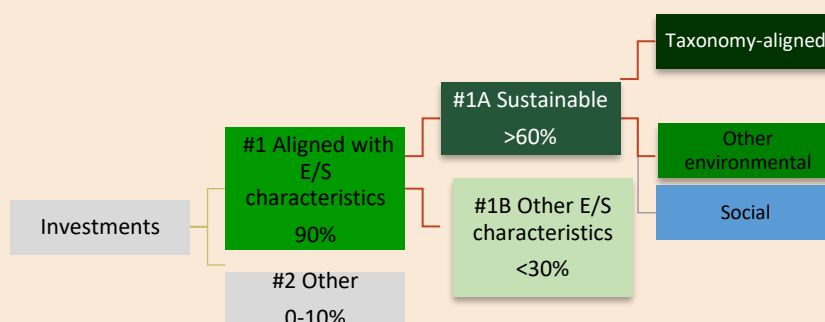 Taxonomy-aligned
#1A Sustainable
>60%
#1 Aligned with
E/S
characteristics
90%
Other
environmental
#1B Other E/S
characteristics
<30%
Social
Investments
#2 Other
0-10%